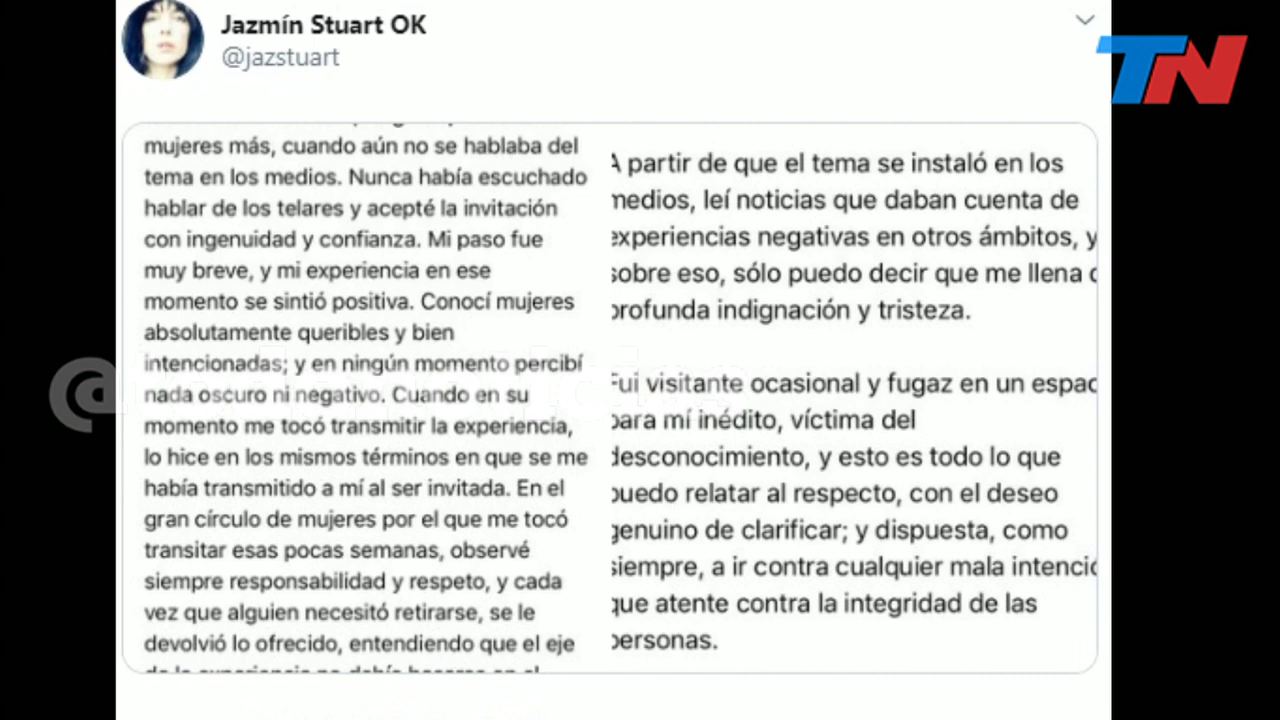 Jazmín Stuart OK
@jazstuart
TN
mujeres más, cuando aún no se hablaba del
tema en los medios. Nunca había escuchado
hablar de los telares y acepté la invitación
con ingenuidad y confianza. Mi paso fue
muy breve, y mi experiencia en ese
momento se sintió positiva. Conocí mujeres
absolutamente queribles y bien
intencionadas; y en ningún momento percibí
nada oscuro ni negativo. Cuando en su
momento me tocó transmitir la experiencia,
lo hice en los mismos términos en que se me
había transmitido a mí al ser invitada. En el
gran círculo de mujeres por el que me tocó
transitar esas pocas semanas, observé
siempre responsabilidad y respeto, y cada
vez que alguien necesitó retirarse, se le
devolvió lo ofrecido, entendiendo que el eje
A partir de que el tema se instaló en los
medios, leí noticias que daban cuenta de
experiencias negativas en otros ámbitos, y
sobre eso, sólo puedo decir que me llena
profunda indignación y tristeza.
Fui visitante ocasional y fugaz en un espac
para mí inédito, víctima del
desconocimiento, y esto es todo lo que
puedo relatar al respecto, con el deseo
genuino de clarificar; y dispuesta, como
siempre, a ir contra cualquier mala intenció
que atente contra la integridad de las
personas.